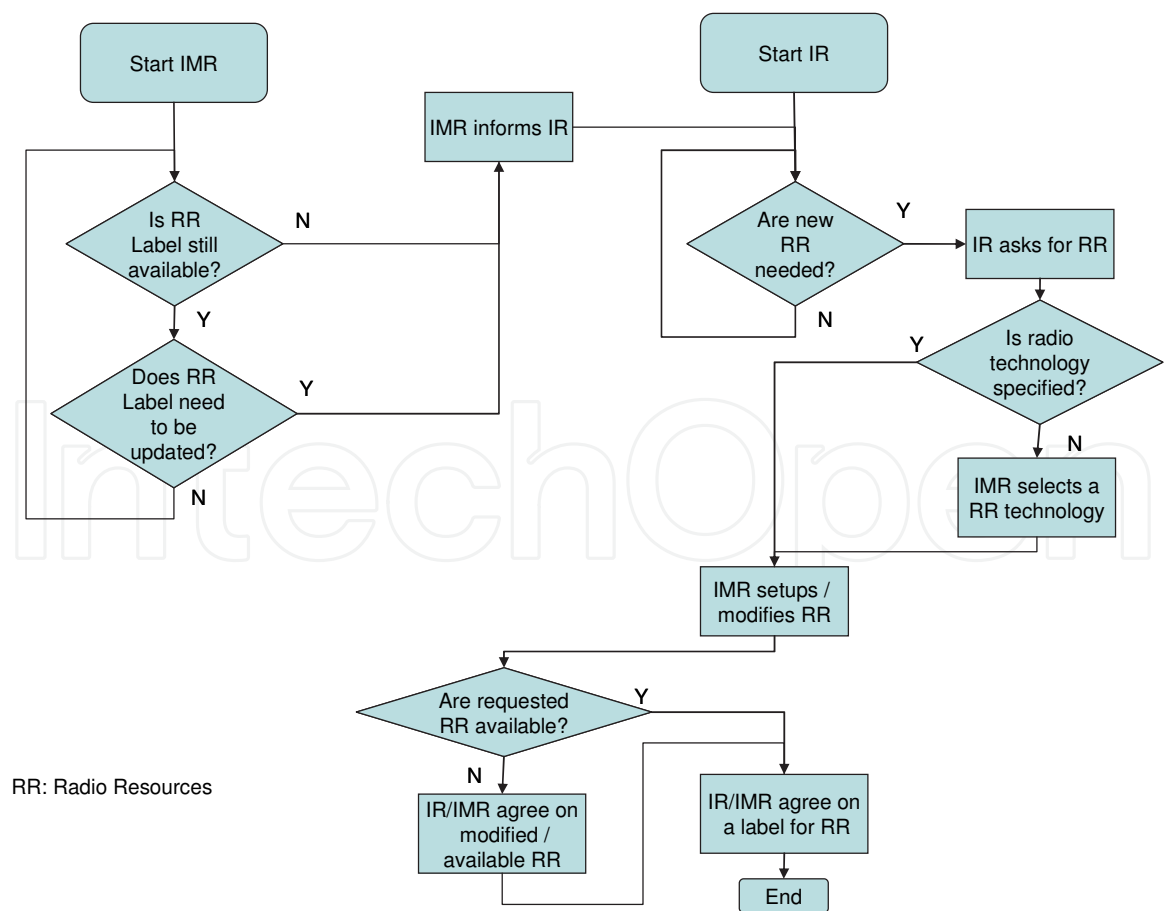 Start IMR
Start IR
IMR informs IR
Is RR
Label still
available?
N
Are new
RR
needed?
Y
IR asks for RR
Y
N
Does RR
Label need
to be
updated?
Y
N
Y
Is radio
technology
specified?
N
IMR selects a
RR technology
IntechOpen
IMR setups /
modifies RR
Are requested
RR available?
Y
N
RR: Radio Resources
IR/IMR agree on
modified /
available RR
IR/IMR agree on
a label for RR
End